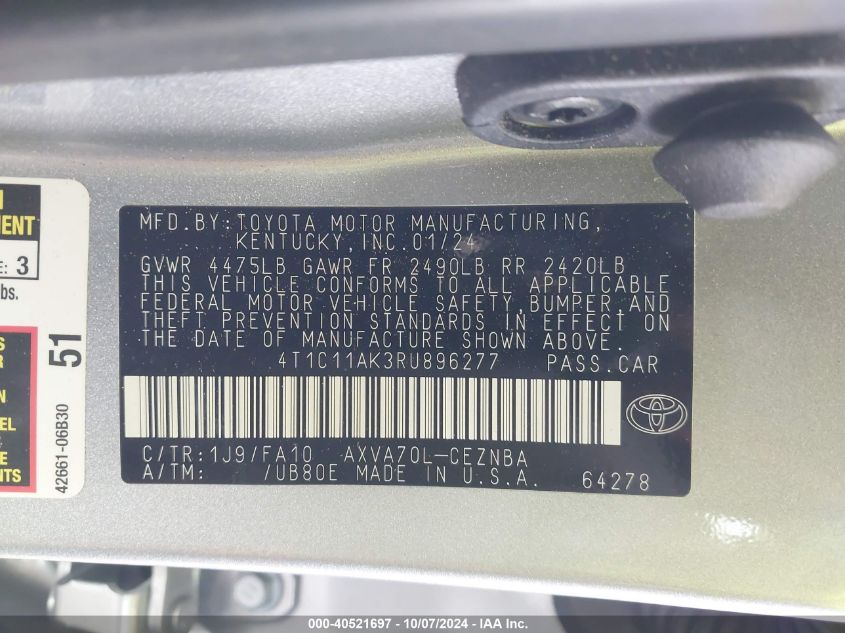 MFD.BY:TOYOTA MOTOR MANUFACTURING,
KENTUCKY,INC.01/24
GVWR 4475LB GAWR FR 2490LB RR 2420LB
THIS VEHICLE CONFORMS TO ALL APPLICABLE
FEDERAL MOTOR VEHICLE SAFETY,BUMPER,AND
THEFT PREVENTION STANDARDS IN EFFECT ON
THE DATE OF MANUFACTURE SHOWN ABOVE.
4T1C11AK3RU896277 PASS.CAR
C/TR:1J9/FA10 AXVA70L-CEZNBA
A/TM: /UB80E MADE IN U.S.A.
64278
E: 3
bs.
51
42661-06B30
000-40521697 - 10/07/2024 - IAA Inc.